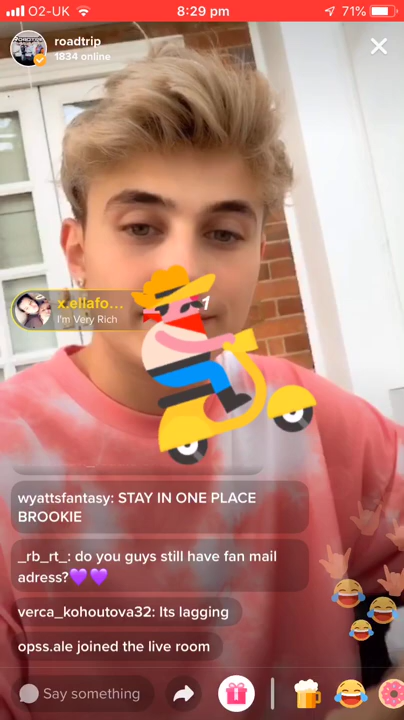 O2-UK 8:29 pm 71%
roadtrip
1834 online
x.ellafo...
I'm Very Rich
1
wyattsfantasy: STAY IN ONE PLACE
BROOKIE
_rb_rt_: do you guys still have fan mail
adress?💜💜
verca_kohoutova32: Its lagging
opss.ale joined the live room
Say something